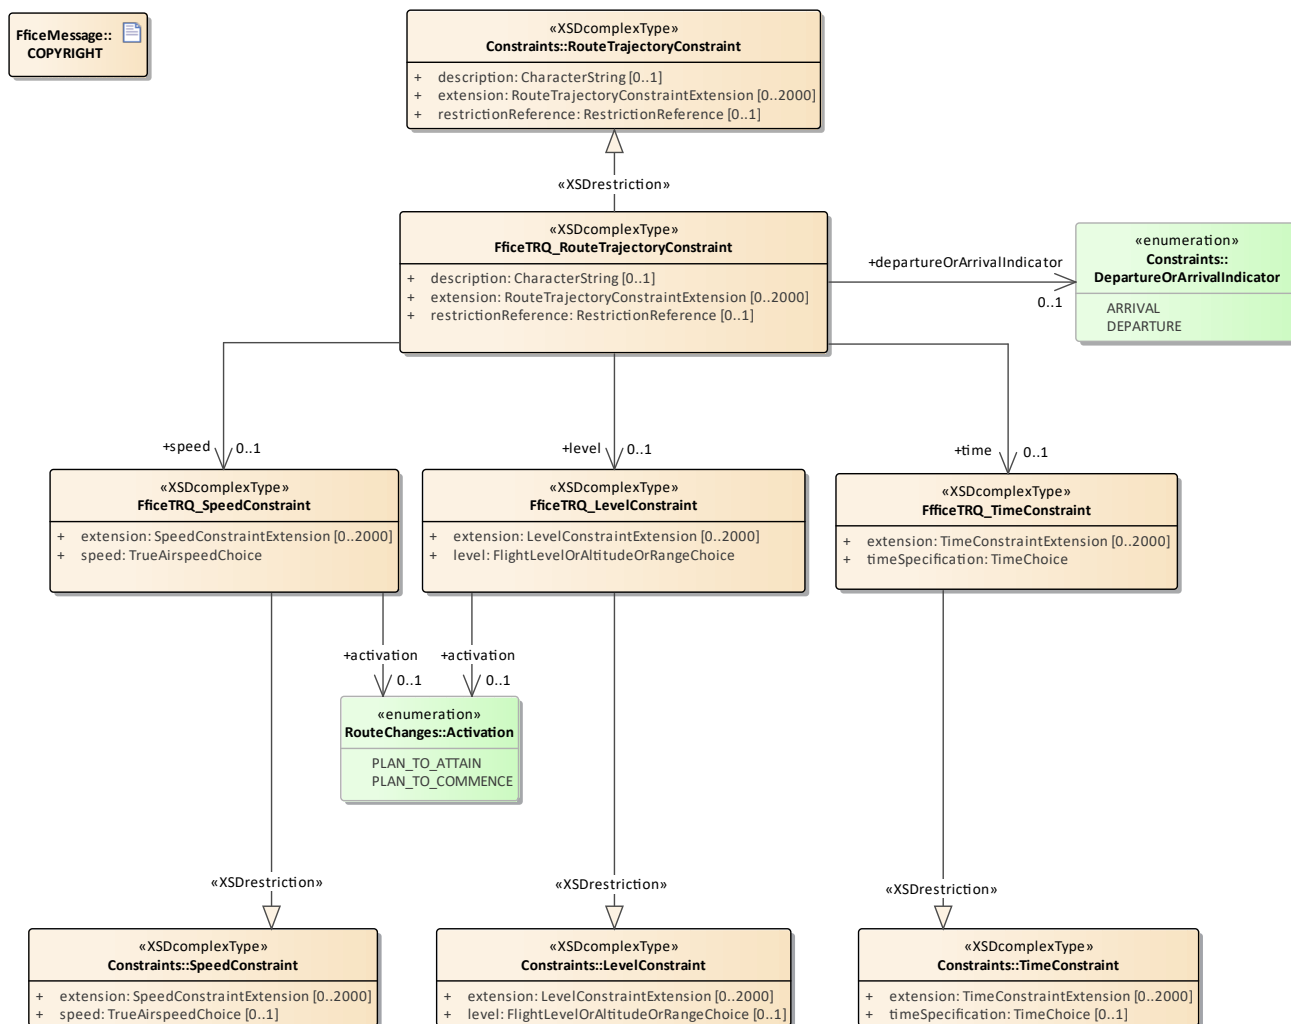 FficeMessage::
COPYRIGHT
«XSDcomplexType»
Constraints::RouteTrajectoryConstraint
+ description: CharacterString [0..1]
+ extension: RouteTrajectoryConstraintExtension [0..2000]
+ restrictionReference: RestrictionReference [0..1]
«XSDrestriction»
«XSDcomplexType»
FficeTRQ_RouteTrajectoryConstraint
+ description: CharacterString [0..1]
+ extension: RouteTrajectoryConstraintExtension [0..2000]
+ restrictionReference: RestrictionReference [0..1]
+departureOrArrivalIndicator
0..1
«enumeration»
Constraints::
DepartureOrArrivalIndicator
ARRIVAL
DEPARTURE
+speed 0..1
+level 0..1
+time 0..1
«XSDcomplexType»
FficeTRQ_SpeedConstraint
+ extension: SpeedConstraintExtension [0..2000]
+ speed: TrueAirspeedChoice
«XSDcomplexType»
FficeTRQ_LevelConstraint
+ extension: LevelConstraintExtension [0..2000]
+ level: FlightLevelOrAltitudeOrRangeChoice
«XSDcomplexType»
FfficeTRQ_TimeConstraint
+ extension: TimeConstraintExtension [0..2000]
+ timeSpecification: TimeChoice
+activation
0..1
+activation
0..1
«enumeration»
RouteChanges::Activation
PLAN_TO_ATTAIN
PLAN_TO_COMMENCE
«XSDrestriction»
«XSDrestriction»
«XSDrestriction»
«XSDcomplexType»
Constraints::SpeedConstraint
+ extension: SpeedConstraintExtension [0..2000]
+ speed: TrueAirspeedChoice [0..1]
«XSDcomplexType»
Constraints::LevelConstraint
+ extension: LevelConstraintExtension [0..2000]
+ level: FlightLevelOrAltitudeOrRangeChoice [0..1]
«XSDcomplexType»
Constraints::TimeConstraint
+ extension: TimeConstraintExtension [0..2000]
+ timeSpecification: TimeChoice [0..1]